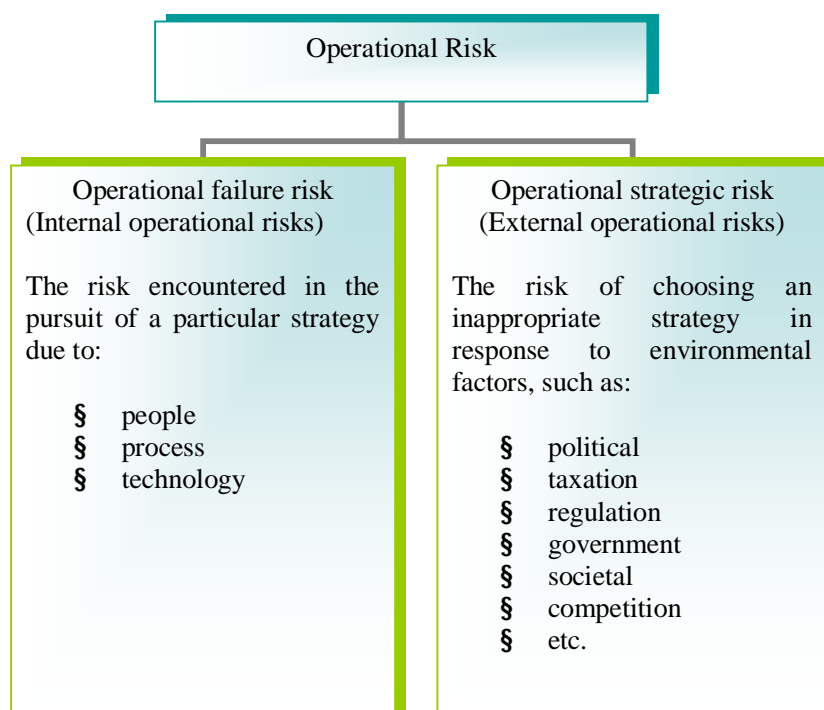 Operational Risk
Operational failure risk
(Internal operational risks)
The risk encountered in the
pursuit of a particular strategy
due to:
§ people
§ process
§ technology
Operational strategic risk
(External operational risks)
The risk of choosing an
inappropriate strategy in
response to environmental
factors, such as:
§ political
§ taxation
§ regulation
§ government
§ societal
§ competition
§ etc.